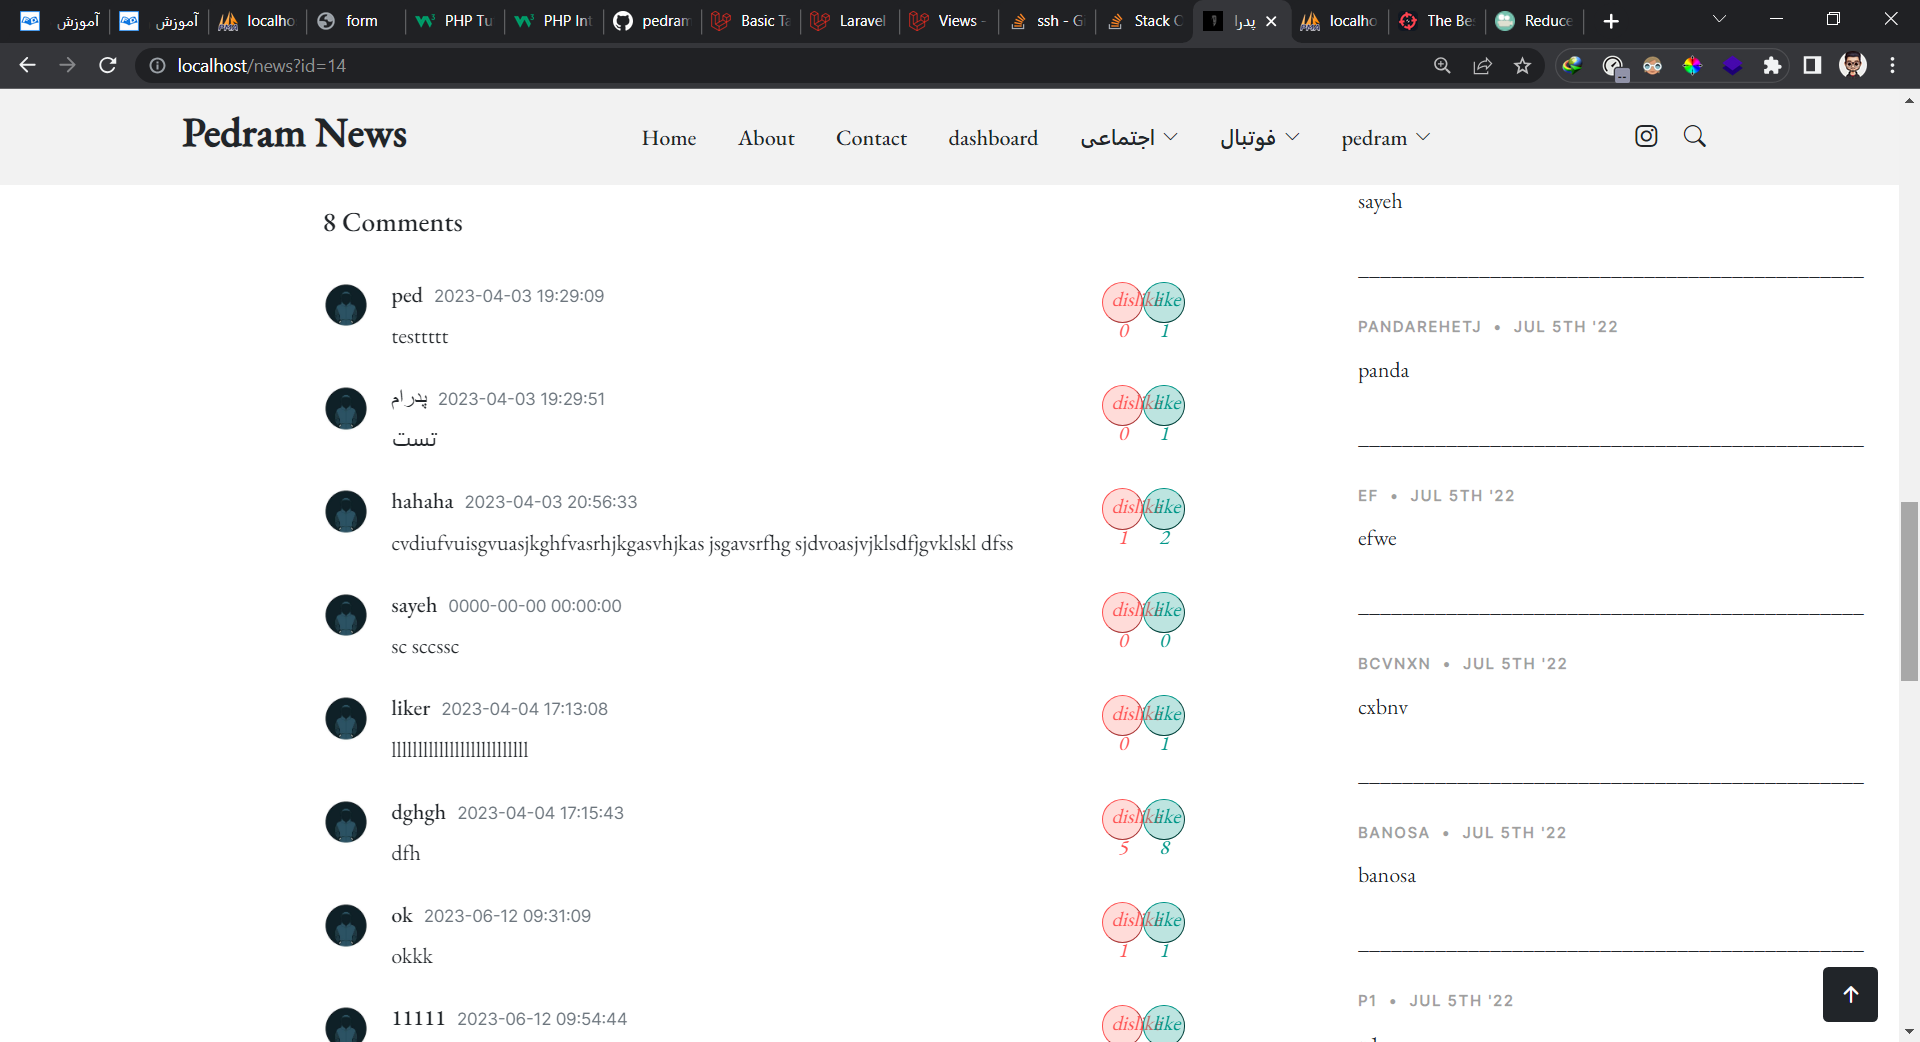 آموزش
آموزش
localho
form
PHP Tu
PHP Int
pedram
Basic Ta
Laravel
Views -
ssh - Gi
Stack O
پدرا
localho
The Be
Reduce
localhost/news?id=14
Pedram News
Home
About
Contact
dashboard
اجتماعی
فوتبال
pedram
8 Comments
ped 2023-04-03 19:29:09
testtttt
dislike like
0 1
پدرام 2023-04-03 19:29:51
تست
dislike like
0 1
hahaha 2023-04-03 20:56:33
cvdiufvuisgvuasjkghfvasrhjkgasvhjkas jsgavsrfhg sjdvoasjvjklsdfjgvklskl dfss
dislike like
1 2
sayeh 0000-00-00 00:00:00
sc sccssc
dislike like
0 0
liker 2023-04-04 17:13:08
dislike like
0 1
dghgh 2023-04-04 17:15:43
dfh
dislike like
5 8
ok 2023-06-12 09:31:09
okkk
dislike like
1 1
11111 2023-06-12 09:54:44
dislike like
sayeh
PANDAREHETJ • JUL 5TH '22
panda
EF • JUL 5TH '22
efwe
BCVNXN • JUL 5TH '22
cxbnv
BANOSA • JUL 5TH '22
banosa
P1 • JUL 5TH '22